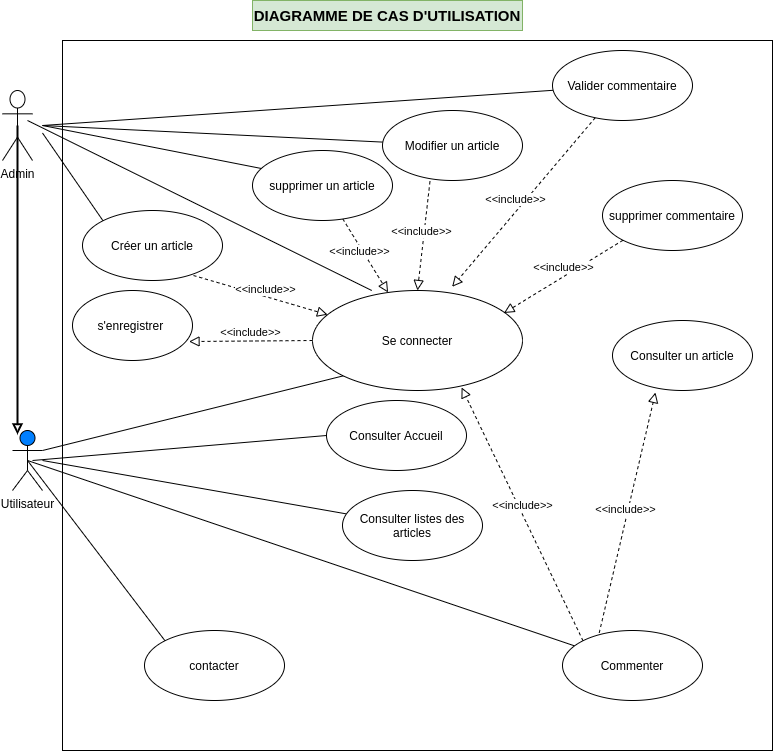 DIAGRAMME DE CAS D'UTILISATION
Valider commentaire
Modifier un article
Admin
supprimer un article
<<include>>
supprimer commentaire
<<include>>
Créer un article
<<include>>
<<include>>
<<include>>
s'enregistrer
<<include>>
Se connecter
Consulter un article
Consulter Accueil
Utilisateur
<<include>>
<<include>>
Consulter listes des
articles
contacter
Commenter